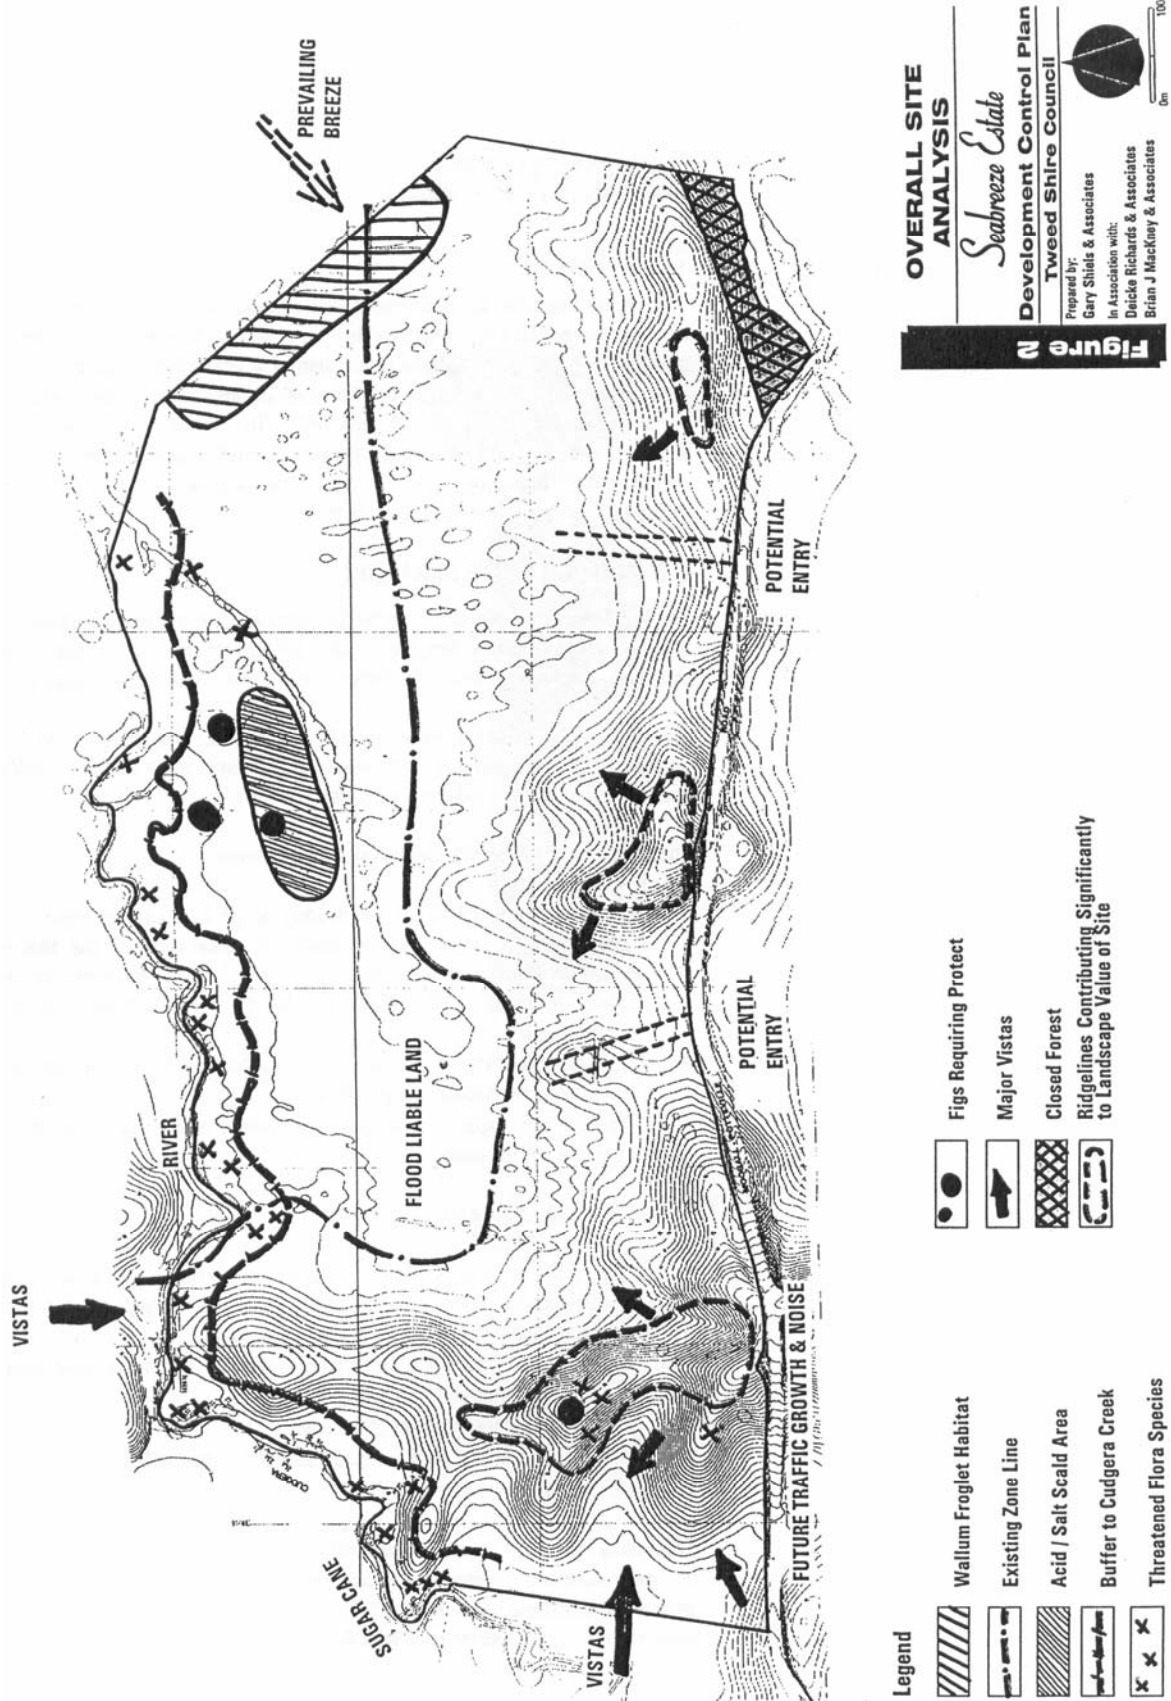 VISTAS
PREVAILING
BREEZE
RIVER
SUGAR CANE
CUDGERA
FLOOD LIABLE LAND
VISTAS
POTENTIAL
ENTRY
POTENTIAL
ENTRY
ROAD
FUTURE TRAFFIC GROWTH & NOISE
Legend
Wallum Froglet Habitat
Existing Zone Line
Acid / Salt Scald Area
Buffer to Cudgera Creek
Threatened Flora Species
Figs Requiring Protect
Major Vistas
Closed Forest
Ridgelines Contributing Significantly
to Landscape Value of Site
Figure 2
OVERALL SITE
ANALYSIS
Seabreeze Estate
Development Control Plan
Tweed Shire Council
Prepared by:
Gary Shiels & Associates
In Association with:
Deicke Richards & Associates
Brian J MacKney & Associates
0m
100